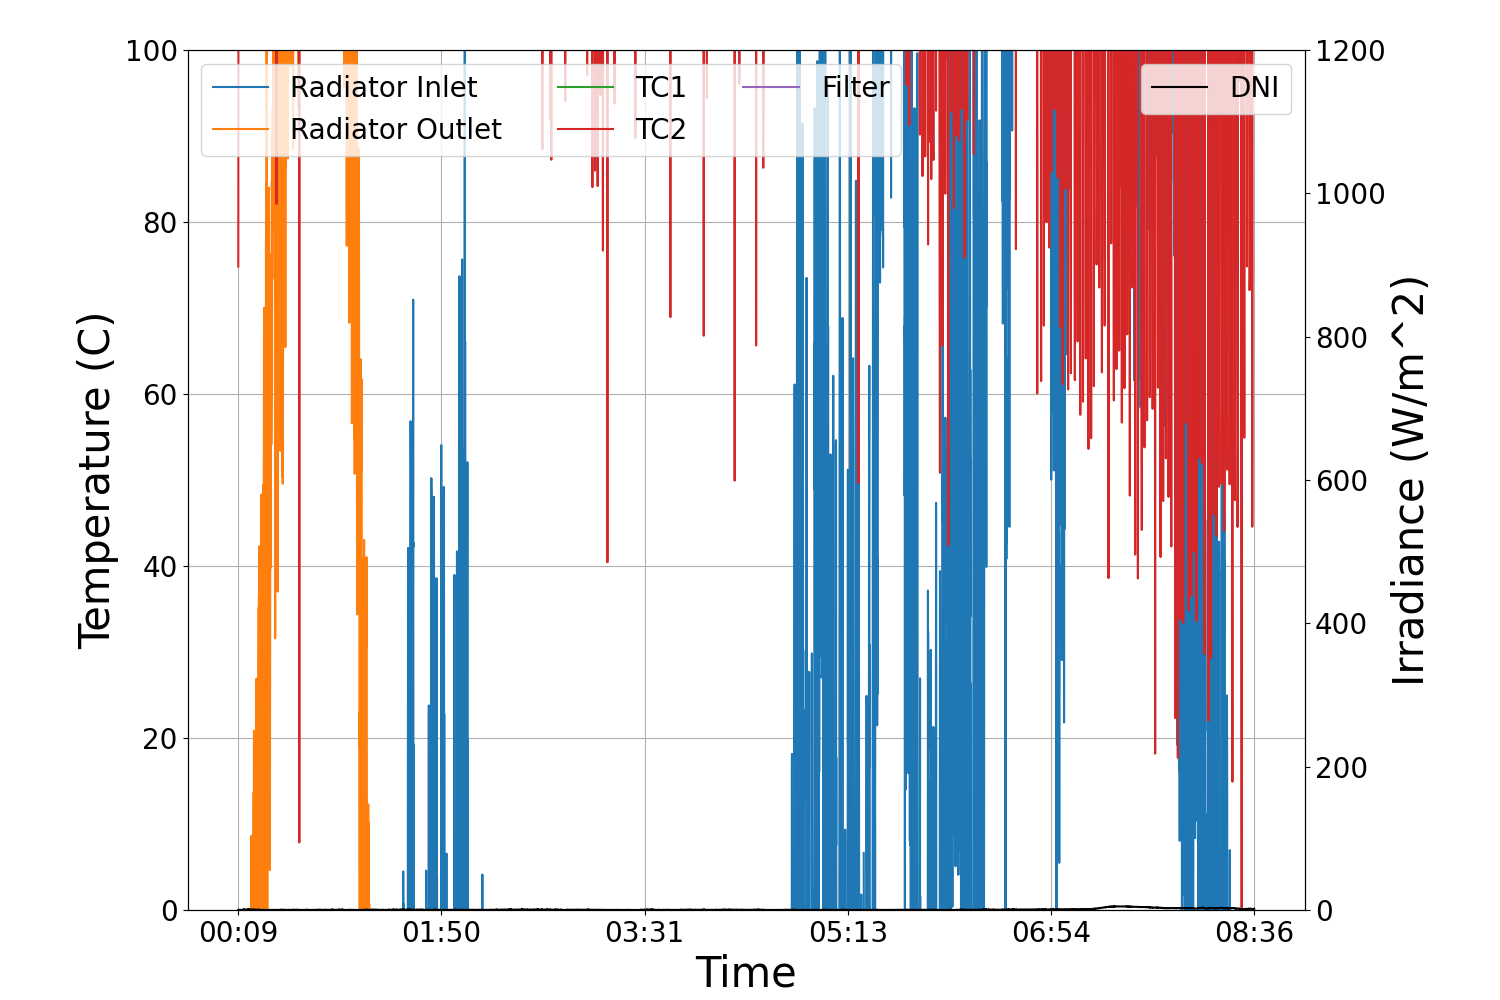 100 1200
Radiator Inlet TC1 Filter DNI
Radiator Outlet TC2
80 1000
60 800
40 600
20 400
0 200
0
Temperature (C)
Irradiance (W/m^2)
00:09 01:50 03:31 05:13 06:54 08:36
Time